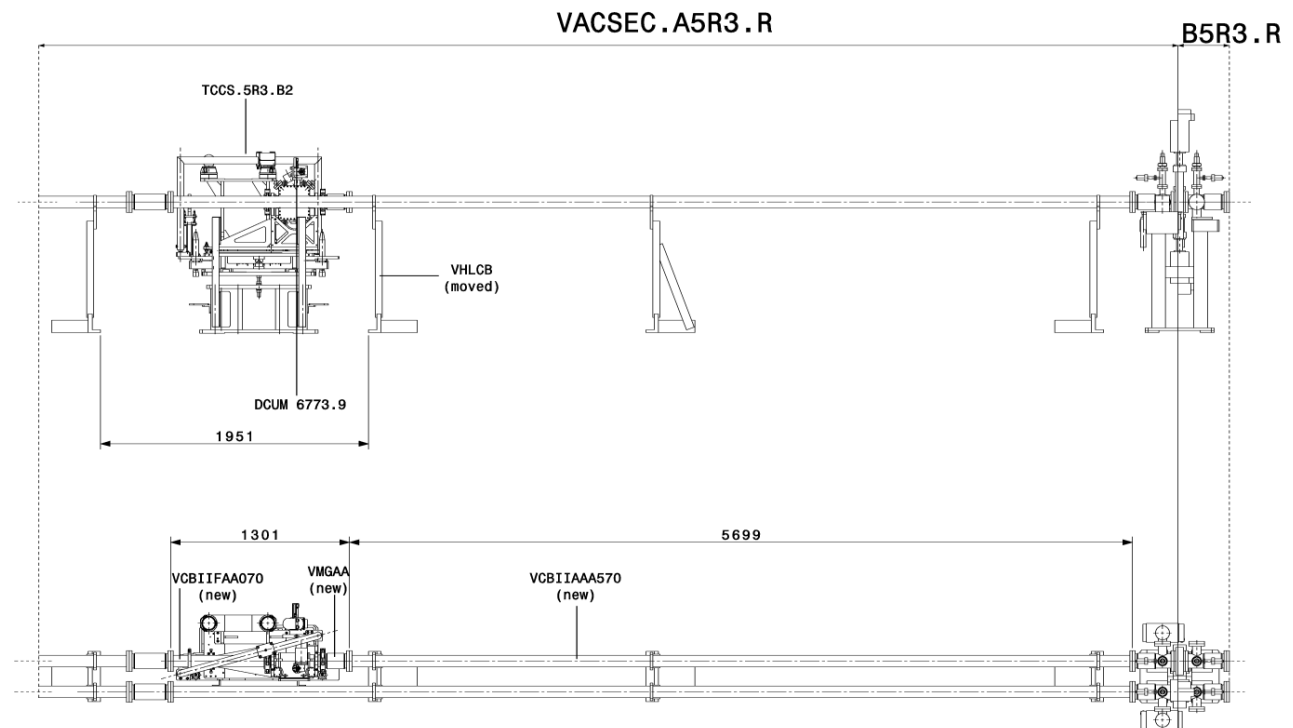 VACSEC.A5R3.R
B5R3.R
TCCS.5R3.B2
VHLCB
(moved)
DCUM 6773.9
1951
1301
5699
VCBIIFAA070
(new)
VMGAA
(new)
VCBIIAAA570
(new)